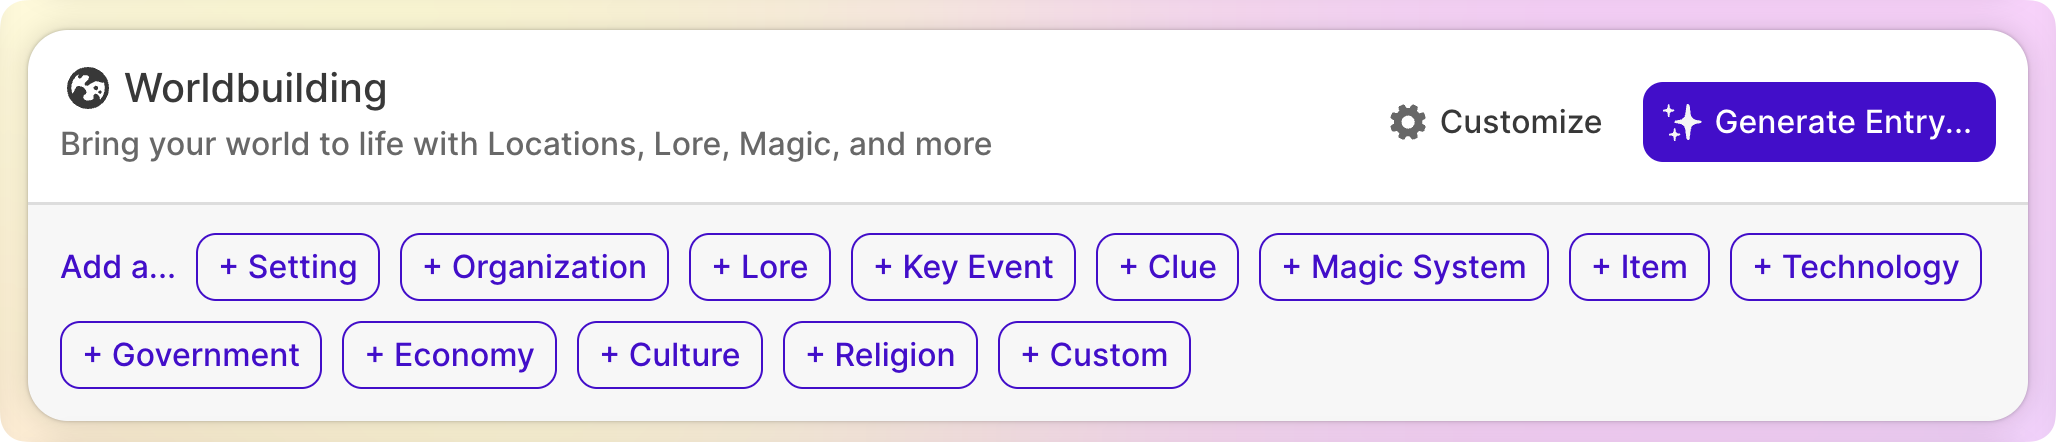 Worldbuilding
Bring your world to life with Locations, Lore, Magic, and more
Customize
Generate Entry...
Add a... + Setting + Organization + Lore + Key Event + Clue + Magic System + Item + Technology
+ Government + Economy + Culture + Religion + Custom